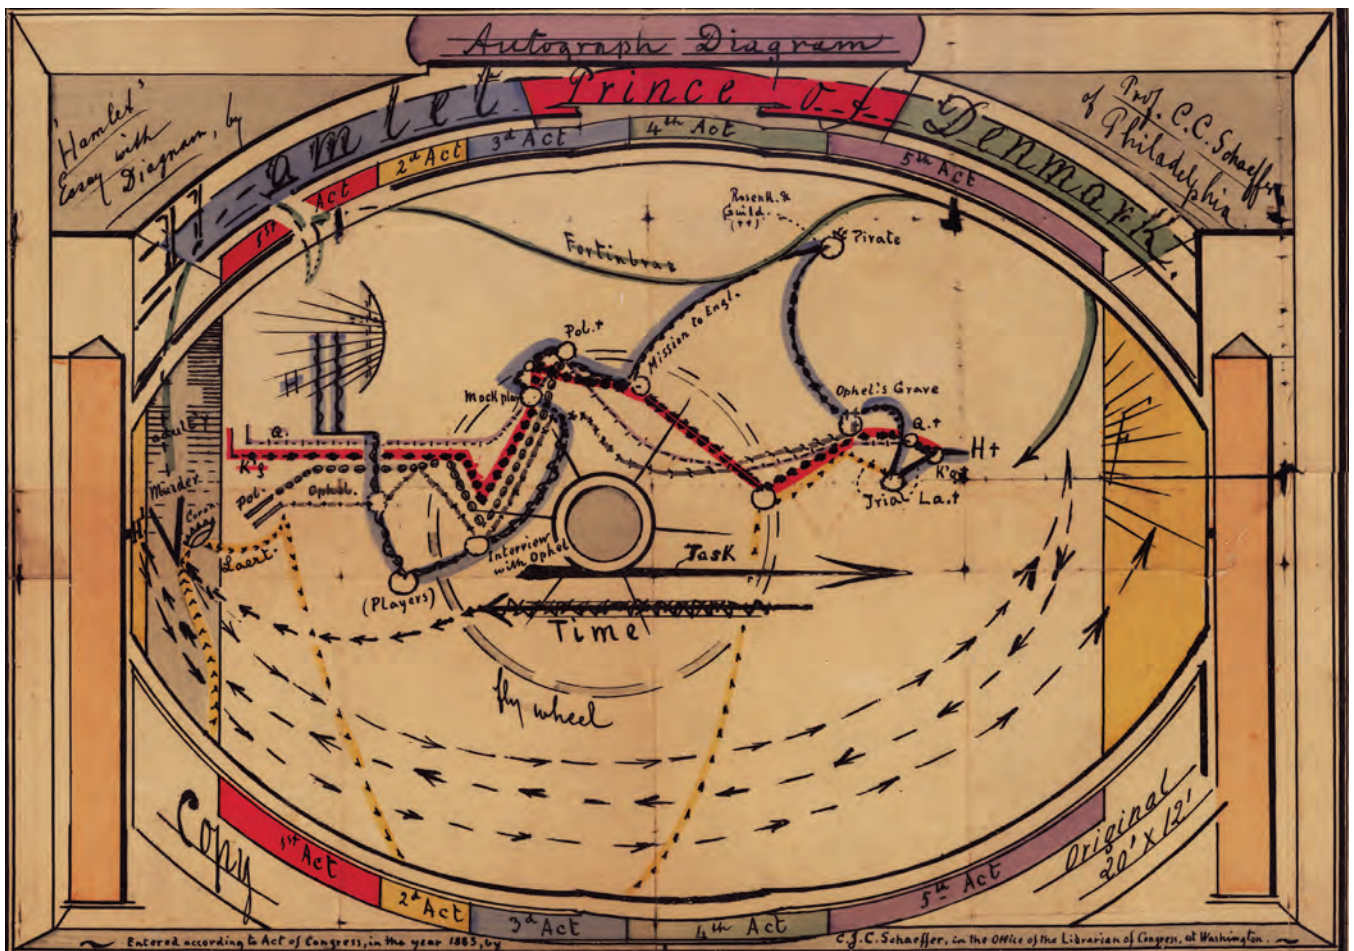 Autograph Diagram
'Hamlet'
Essay with
Diagram, by
Hamlet Prince of Denmark.
Prof. C.C. Schaeffer
of Philadelphia
1st Act
2d Act
3d Act
4th Act
5th Act
Rosenk. &
Guild.
(++)
Pirate
Fortinbras
Mission to Engl.
Pol. +
Mock play
Ophel's Grave
Q. +
H +
K'g +
La. +
Trial
H
Q.
K'g
Pol.
Ophel.
Laert.
adult'y
Murder
Coron.
H
F
Interview
with Ophel
(Players)
Task
Time
fly wheel
Copy
Original
20' X 12'
1st Act
2d Act
3d Act
4th Act
5th Act
Entered according to Act of Congress, in the year 1883, by C.J.C. Schaeffer, in the Office of the Librarian of Congress, at Washington.